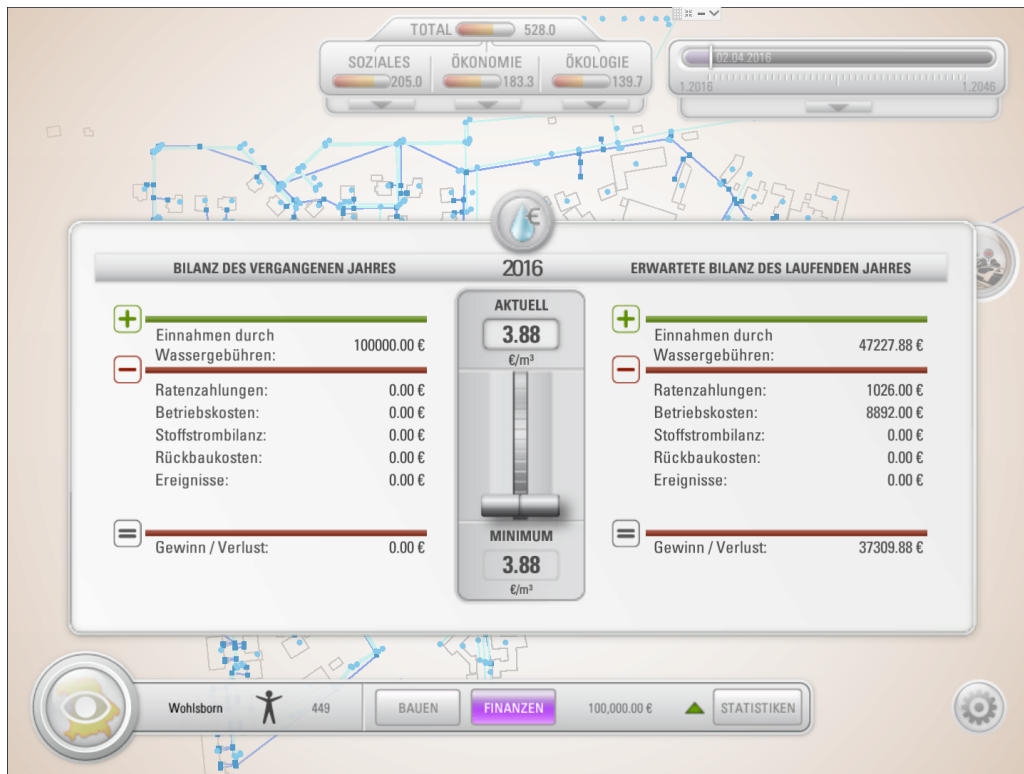 TOTAL 528.0
SOZIALES ÖKONOMIE ÖKOLOGIE
205.0 183.3 139.7
02.04.2016
1.2016 1.2046
€
BILANZ DES VERGANGENEN JAHRES
Einnahmen durch
Wassergebühren: 100000.00 €
Ratenzahlungen: 0.00 €
Betriebskosten: 0.00 €
Stoffstrombilanz: 0.00 €
Rückbaukosten: 0.00 €
Ereignisse: 0.00 €
Gewinn / Verlust: 0.00 €
2016
AKTUELL
3.88
€/m³
MINIMUM
3.88
€/m³
ERWARTETE BILANZ DES LAUFENDEN JAHRES
Einnahmen durch
Wassergebühren: 47227.88 €
Ratenzahlungen: 1026.00 €
Betriebskosten: 8892.00 €
Stoffstrombilanz: 0.00 €
Rückbaukosten: 0.00 €
Ereignisse: 0.00 €
Gewinn / Verlust: 37309.88 €
Wohlsborn 449 BAUEN FINANZEN 100,000.00 € STATISTIKEN